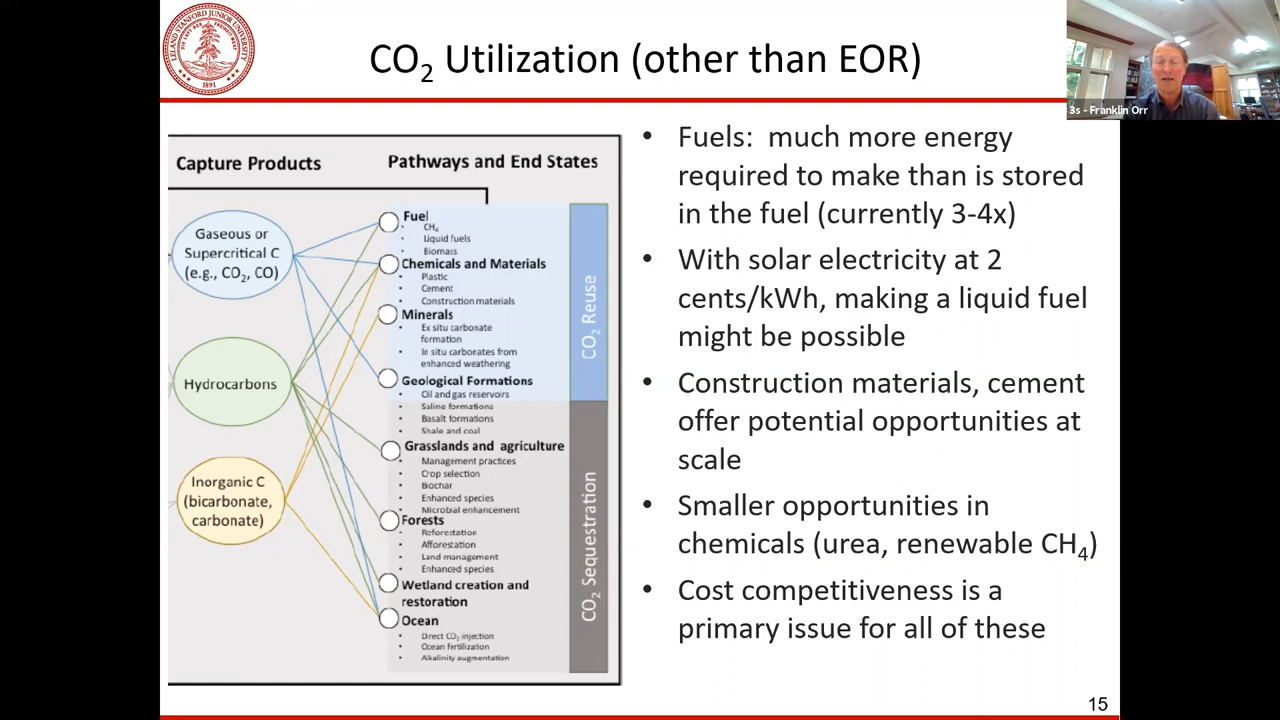 LELAND STANFORD JUNIOR UNIVERSITY
1891
CO₂ Utilization (other than EOR)
3s - Franklin Orr
Capture Products
Pathways and End States
Gaseous or
Supercritical C
(e.g., CO₂, CO)
Hydrocarbons
Inorganic C
(bicarbonate,
carbonate)
Fuel
• CH₄
• Liquid fuels
• Biomass
Chemicals and Materials
• Plastic
• Cement
• Construction materials
Minerals
• Ex situ carbonate
formation
• In situ carbonates from
enhanced weathering
Geological Formations
• Oil and gas reservoirs
• Saline formations
• Basalt formations
• Shale and coal
Grasslands and agriculture
• Management practices
• Crop selection
• Biochar
• Enhanced species
• Microbial enhancement
Forests
• Reforestation
• Afforestation
• Land management
• Enhanced species
Wetland creation and
restoration
Ocean
• Direct CO₂ injection
• Ocean fertilization
• Alkalinity augmentation
CO₂ Reuse
CO₂ Sequestration
• Fuels: much more energy
required to make than is stored
in the fuel (currently 3-4x)
• With solar electricity at 2
cents/kWh, making a liquid fuel
might be possible
• Construction materials, cement
offer potential opportunities at
scale
• Smaller opportunities in
chemicals (urea, renewable CH₄)
• Cost competitiveness is a
primary issue for all of these
15